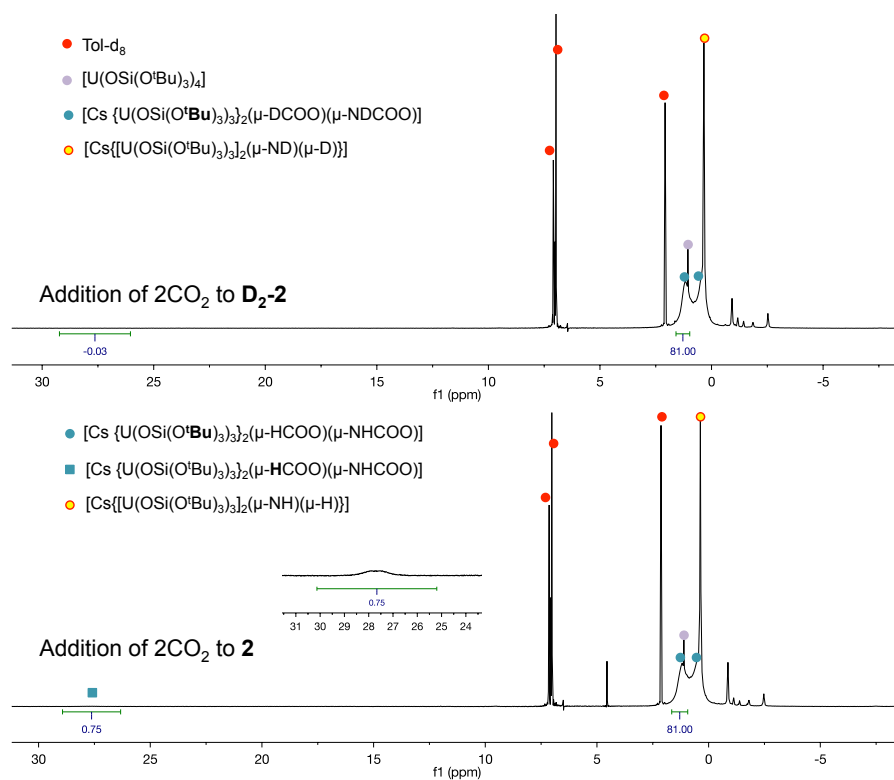 Tol-d₈
[U(OSi(OᵗBu)₃)₄]
[Cs {U(OSi(OᵗBu)₃)₃}₂(μ-DCOO)(μ-NDCOO)]
[Cs{[U(OSi(OᵗBu)₃)₃]₂(μ-ND)(μ-D)}]
Addition of 2CO₂ to D₂-2
-0.03
81.00
30 25 20 15 10 5 0 -5
f1 (ppm)
[Cs {U(OSi(OᵗBu)₃)₃}₂(μ-HCOO)(μ-NHCOO)]
[Cs {U(OSi(OᵗBu)₃)₃}₂(μ-HCOO)(μ-NHCOO)]
[Cs{[U(OSi(OᵗBu)₃)₃]₂(μ-NH)(μ-H)}]
0.75
31 30 29 28 27 26 25 24
Addition of 2CO₂ to 2
0.75
81.00
30 25 20 15 10 5 0 -5
f1 (ppm)